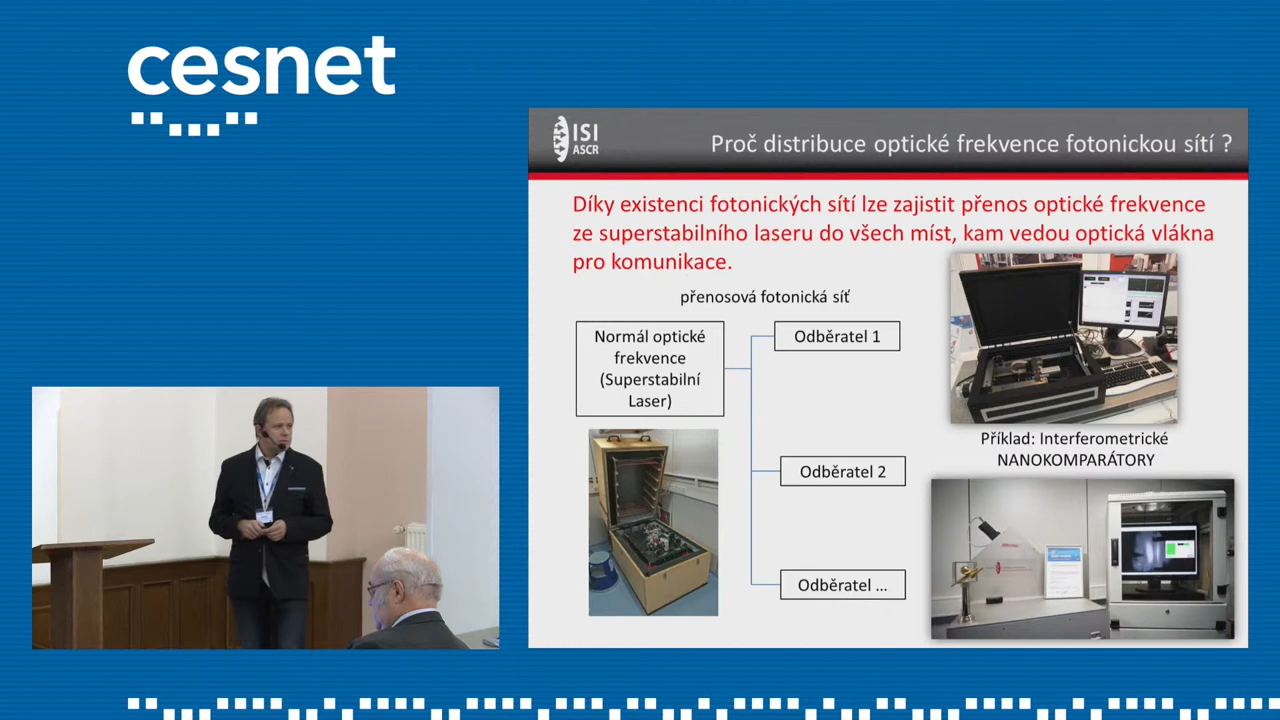 cesnet
ISI
ASCR
Proč distribuce optické frekvence fotonickou sítí ?
Díky existenci fotonických sítí lze zajistit přenos optické frekvence
ze superstabilního laseru do všech míst, kam vedou optická vlákna
pro komunikace.
přenosová fotonická síť
Normál optické
frekvence
(Superstabilní
Laser)
Odběratel 1
Odběratel 2
Odběratel ...
Příklad: Interferometrické
NANOKOMPARÁTORY